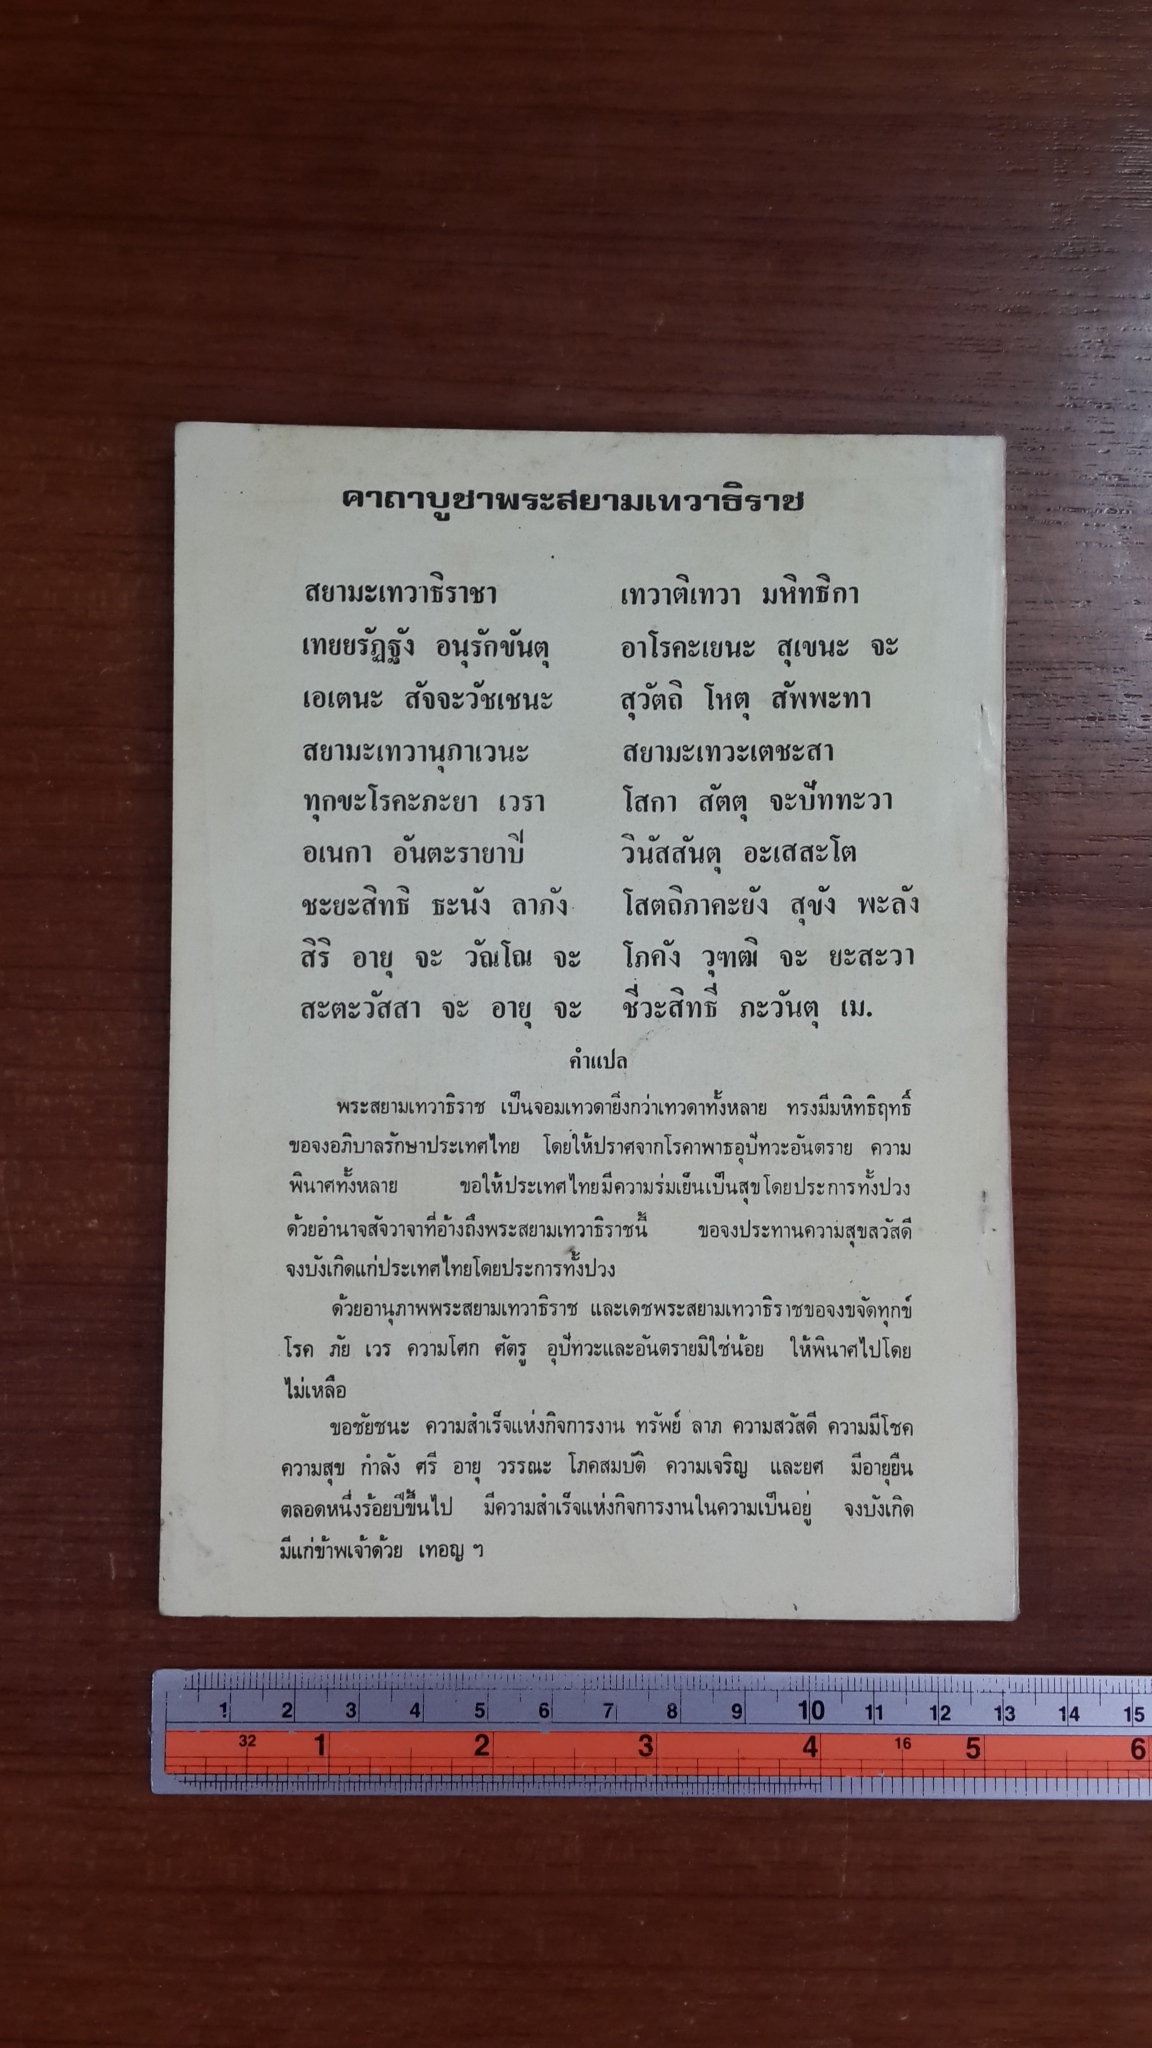 คาถาบูชาพระสยามเทวาธิราช
สยามะเทวาธิราชา เทวาติเทวา มหิทธิกา
เทยยรัฏฐัง อนุรักขันตุ อาโรคะเยนะ สุเขนะ จะ
เอเตนะ สัจจะวัชเชนะ สุวัตถิ โหตุ สัพพะทา
สยามะเทวานุภาเวนะ สยามะเทวะเตชะสา
ทุกขะโรคะภะยา เวรา โสกา สัตตุ จะปัททะวา
อเนกา อันตะรายาปี วินัสสันตุ อะเสสะโต
ชะยะสิทธิ ธะนัง ลาภัง โสตถิภาคะยัง สุขัง พะลัง
สิริ อายุ จะ วัณโณ จะ โภคัง วุฑฒิ จะ ยะสะวา
สะตะวัสสา จะ อายุ จะ ชีวะสิทธี ภะวันตุ เม.
คำแปล
พระสยามเทวาธิราช เป็นจอมเทวดายิ่งกว่าเทวดาทั้งหลาย ทรงมีมหิทธิฤทธิ์
ขอจงอภิบาลรักษาประเทศไทย โดยให้ปราศจากโรคาพาธอุปัทวะอันตราย ความ
พินาศทั้งหลาย ขอให้ประเทศไทยมีความร่มเย็นเป็นสุขโดยประการทั้งปวง
ด้วยอำนาจสัจวาจาที่อ้างถึงพระสยามเทวาธิราชนี้ ขอจงประทานความสุขสวัสดี
จงบังเกิดแก่ประเทศไทยโดยประการทั้งปวง
ด้วยอานุภาพพระสยามเทวาธิราช และเดชพระสยามเทวาธิราชขอจงขจัดทุกข์
โรค ภัย เวร ความโศก ศัตรู อุปัทวะและอันตรายมิใช่น้อย ให้พินาศไปโดย
ไม่เหลือ
ขอชัยชนะ ความสำเร็จแห่งกิจการงาน ทรัพย์ ลาภ ความสวัสดี ความมีโชค
ความสุข กำลัง ศรี อายุ วรรณะ โภคสมบัติ ความเจริญ และยศ มีอายุยืน
ตลอดหนึ่งร้อยปีขึ้นไป มีความสำเร็จแห่งกิจการงานในความเป็นอยู่ จงบังเกิด
มีแก่ข้าพเจ้าด้วย เทอญ ฯ
1 2 3 4 5 6 7 8 9 10 11 12 13 14 15
32 1 2 3 4 16 5 6